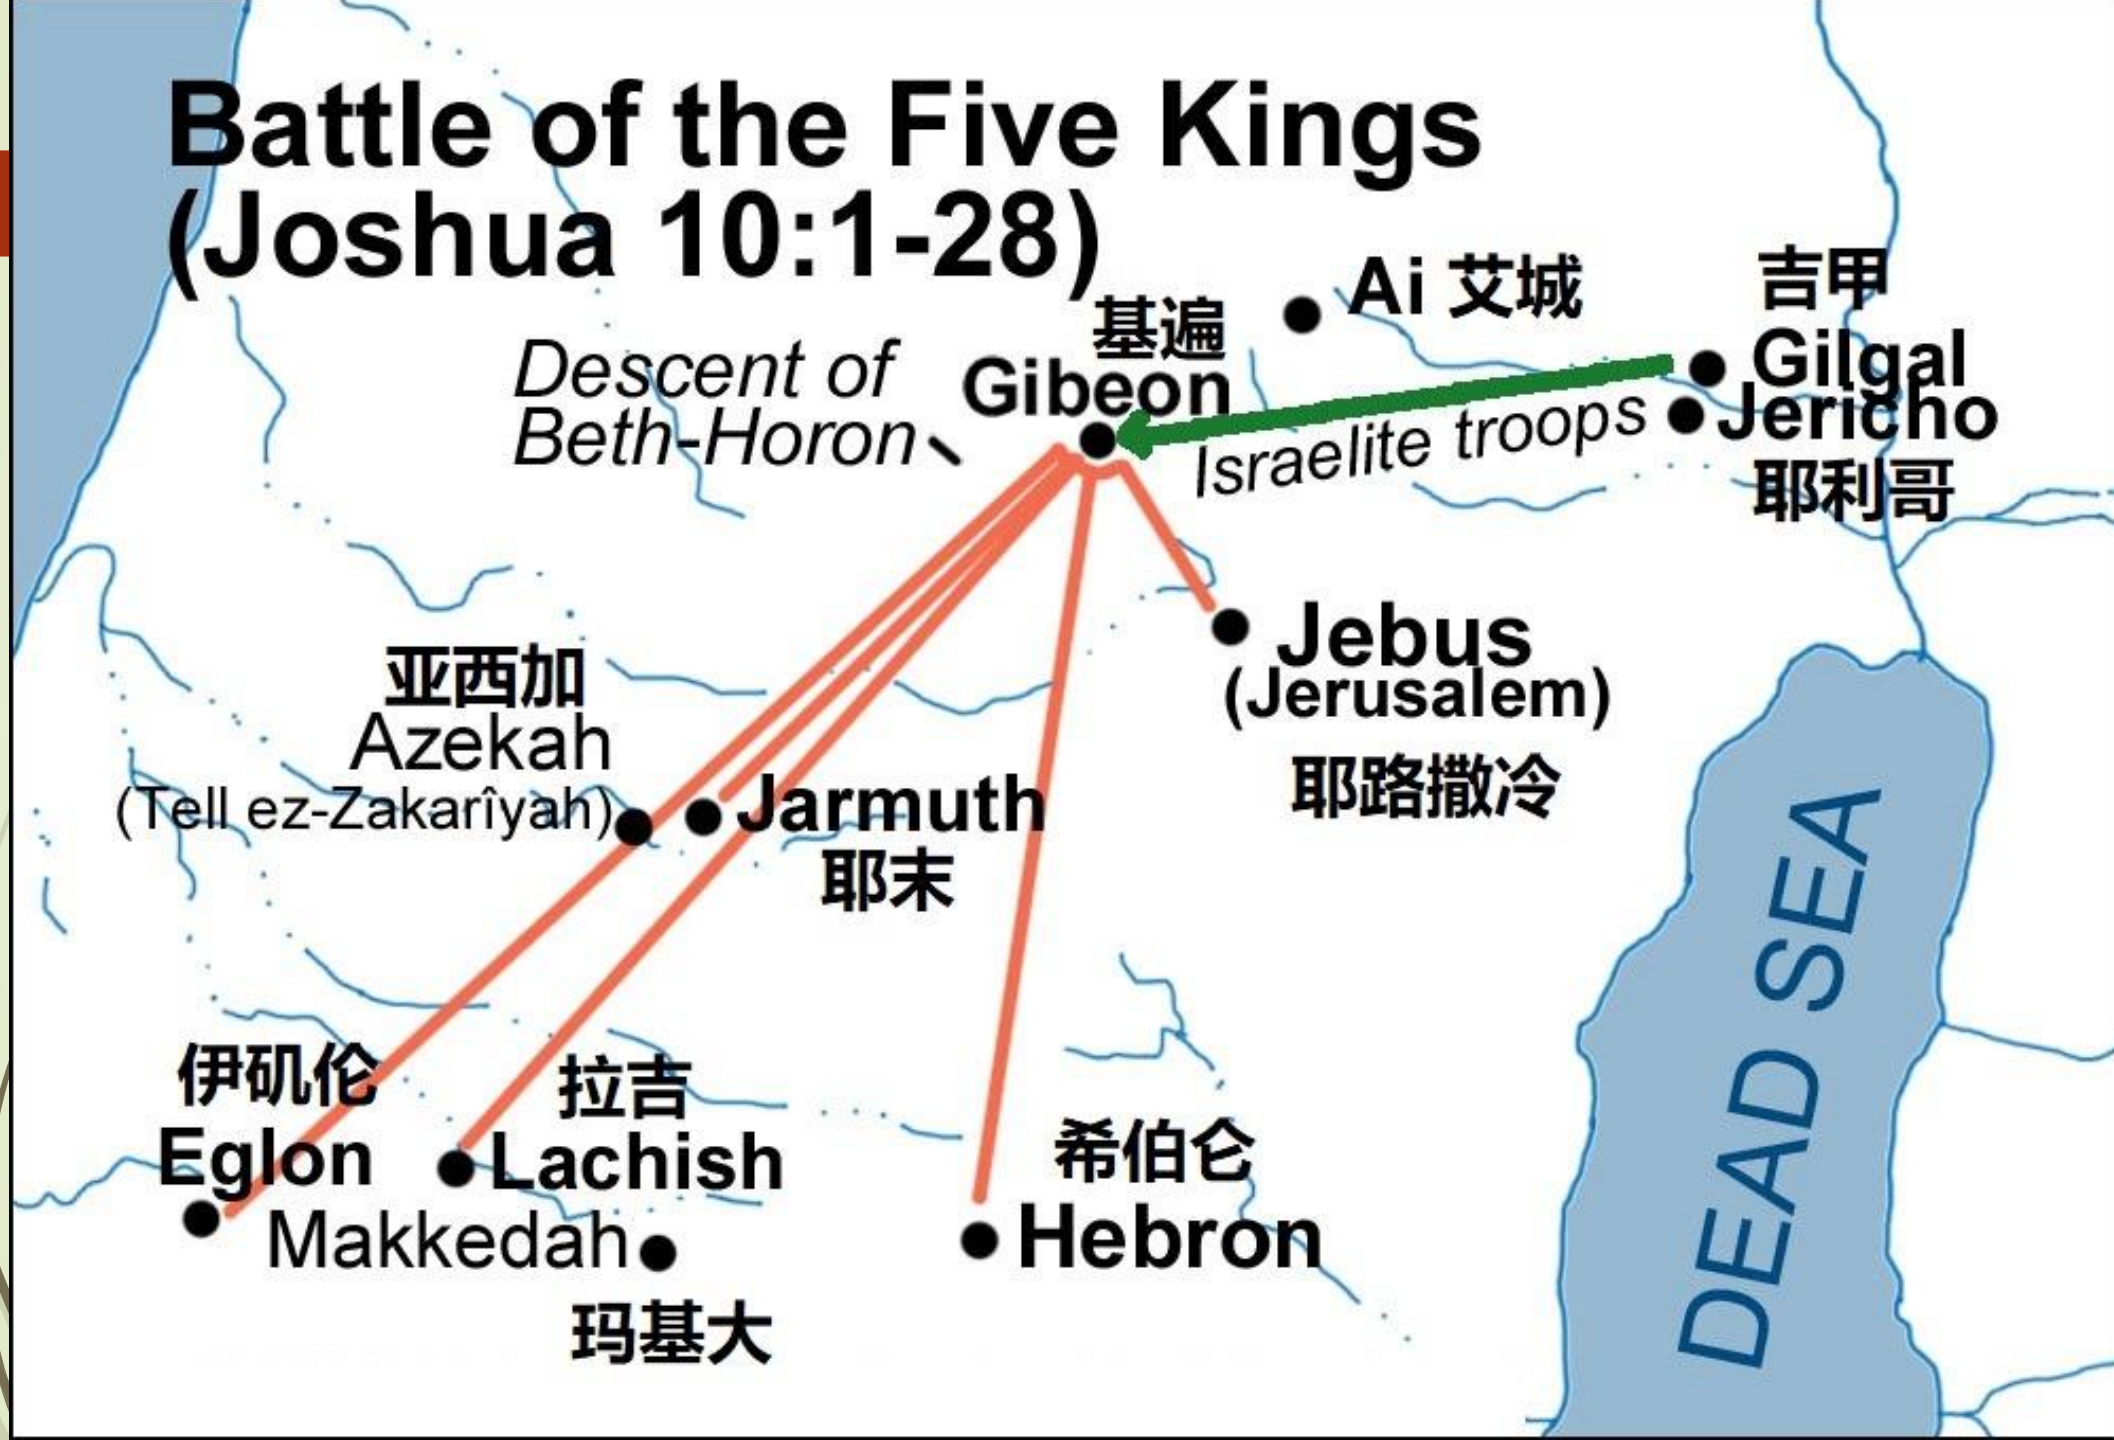 Battle of the Five Kings
(Joshua 10:1-28)
Ai 艾城
吉甲
Gilgal
基遍
Gibeon
Descent of
Beth-Horon
Israelite troops
Jericho
耶利哥
Jebus
(Jerusalem)
耶路撒冷
亚西加
Azekah
(Tell ez-Zakarîyah)
Jarmuth
耶末
DEAD SEA
伊矶伦
Eglon
拉吉
Lachish
Makkedah
玛基大
希伯仑
Hebron